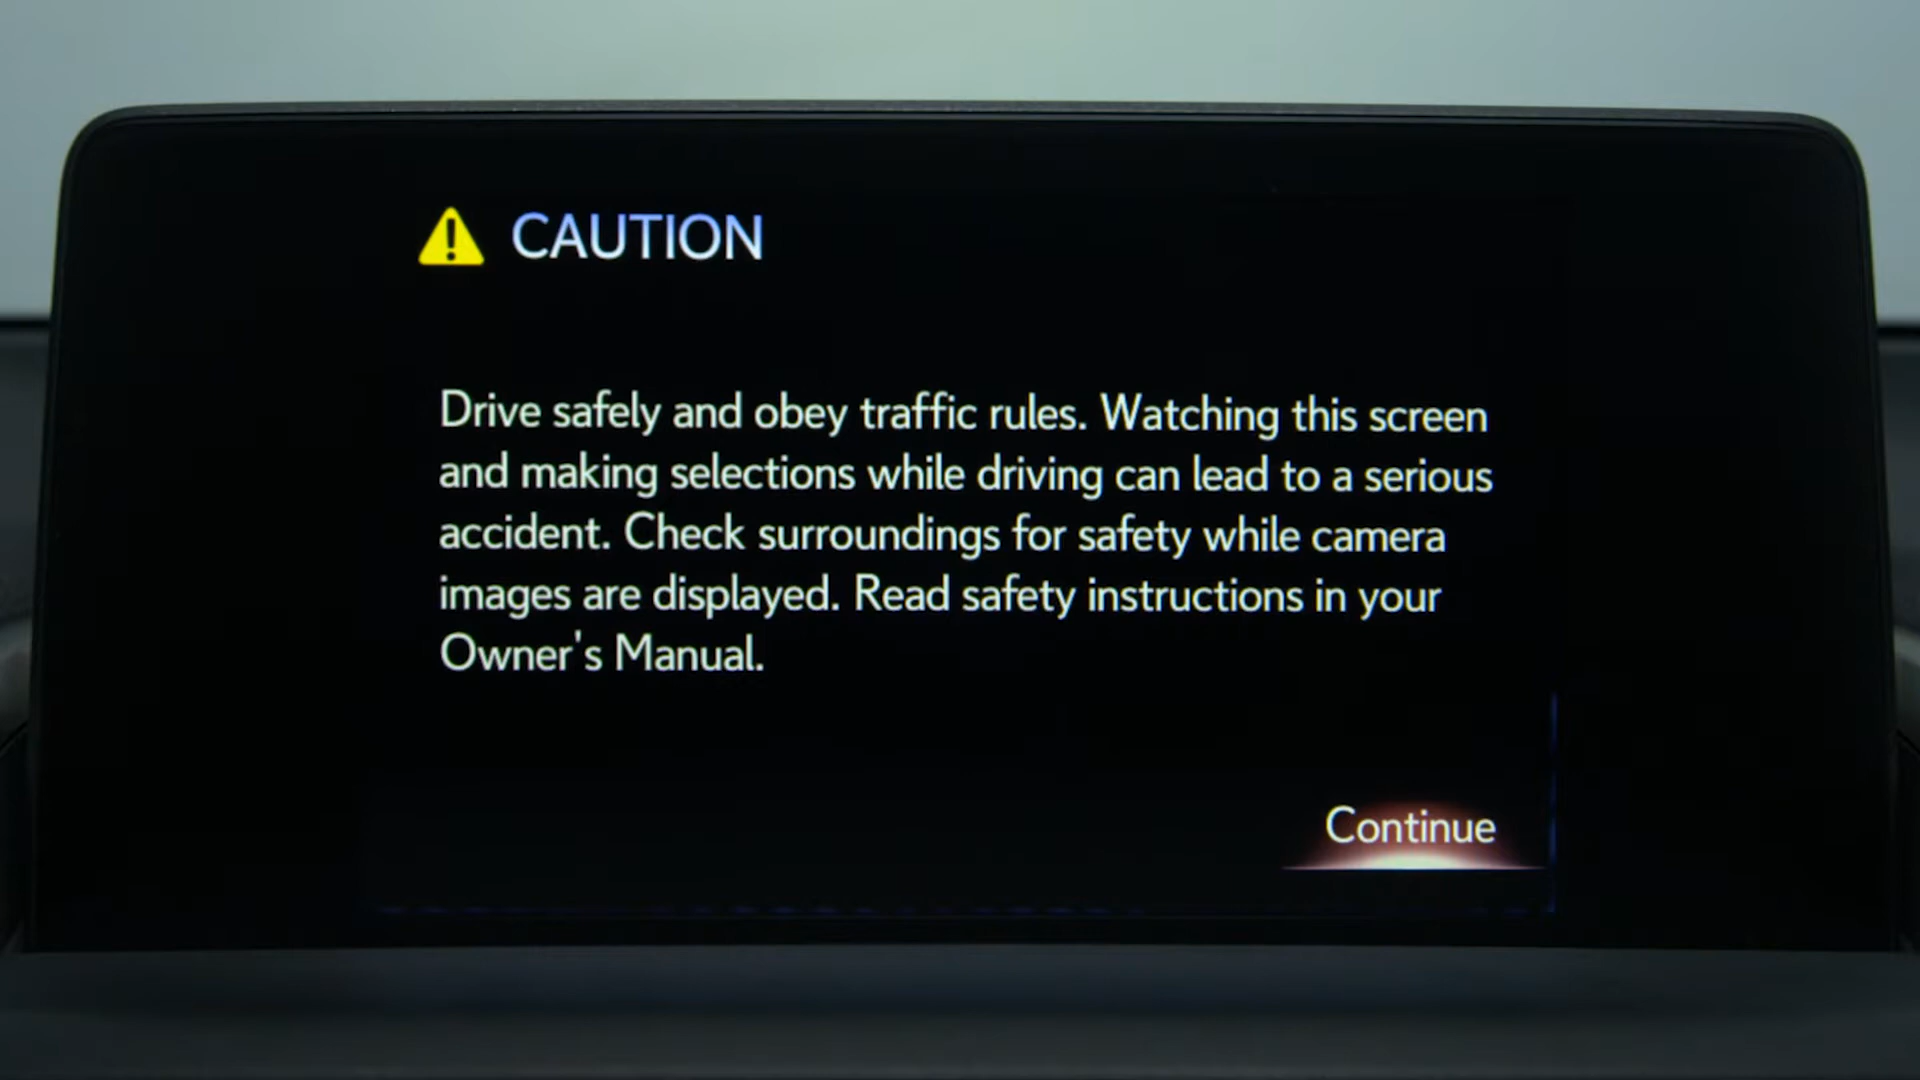 CAUTION
Drive safely and obey traffic rules. Watching this screen
and making selections while driving can lead to a serious
accident. Check surroundings for safety while camera
images are displayed. Read safety instructions in your
Owner's Manual.
Continue